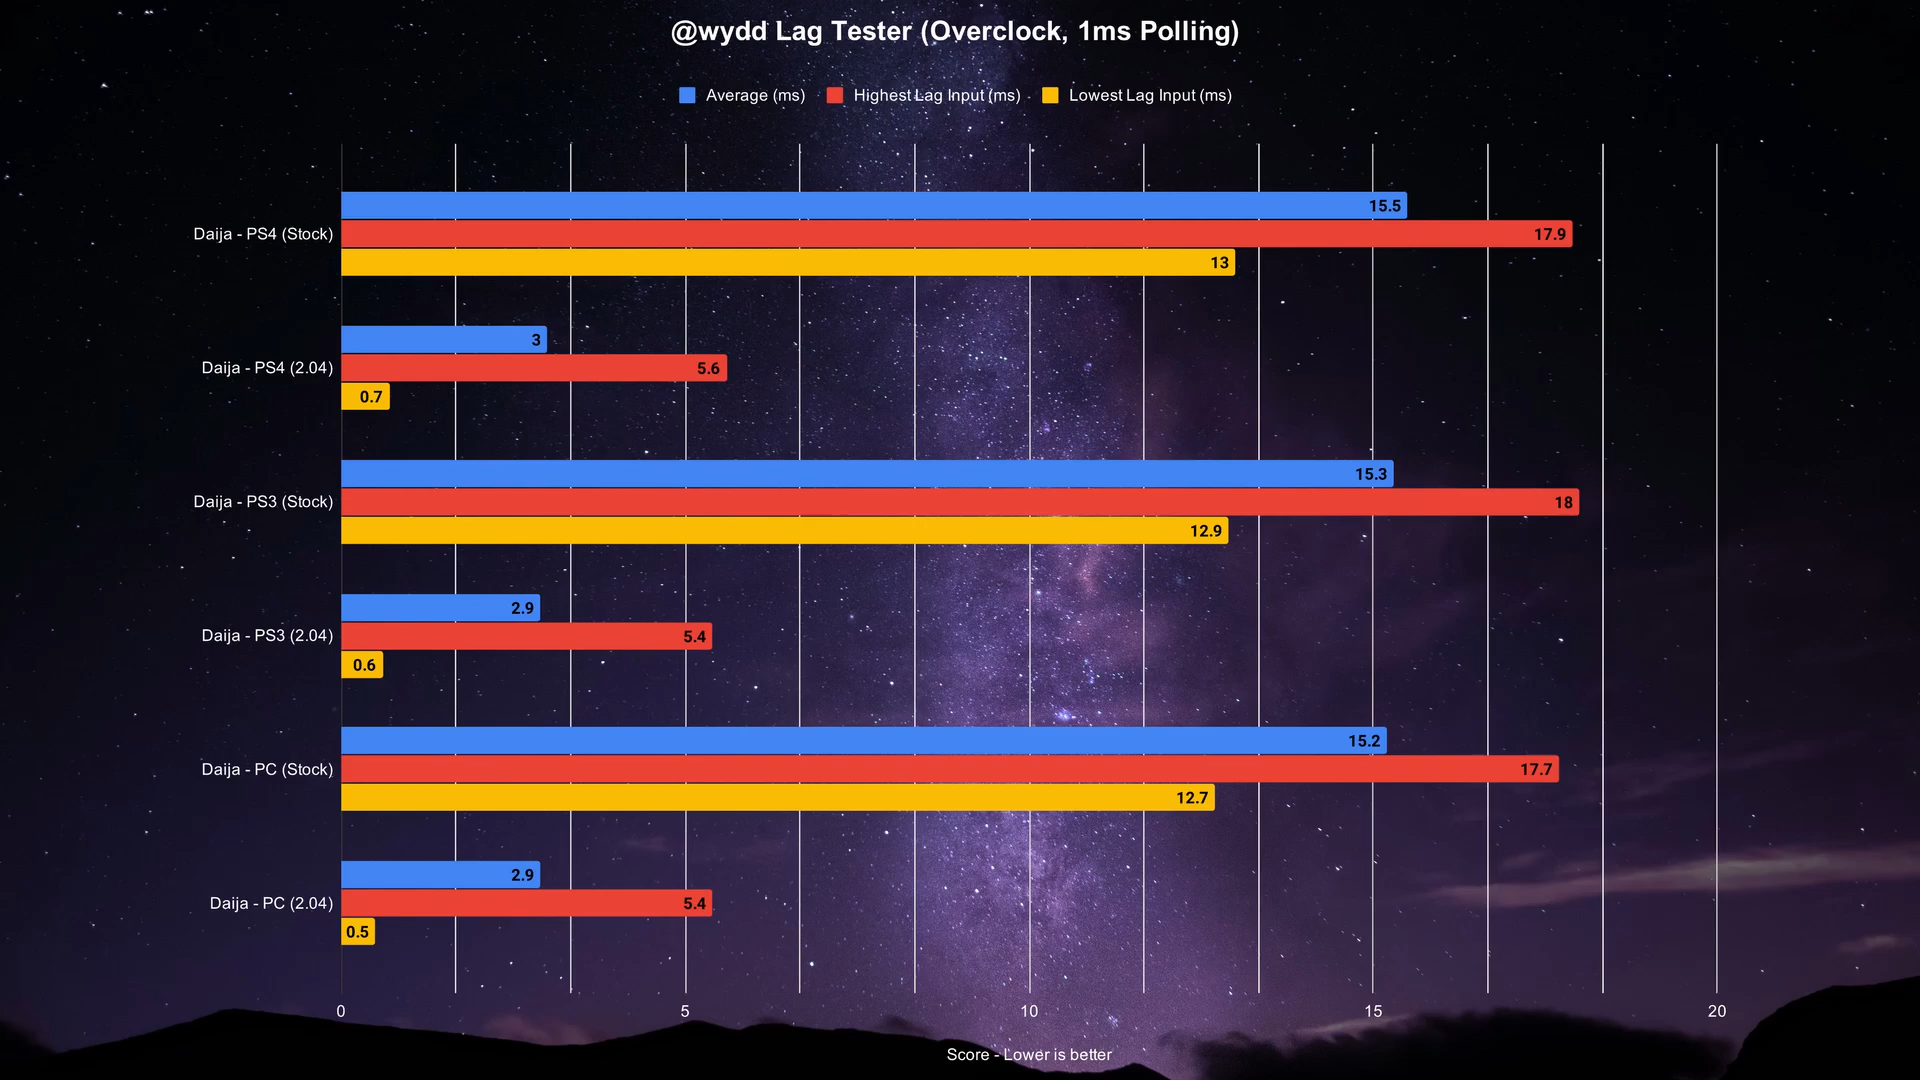 @wydd Lag Tester (Overclock, 1ms Polling)
Average (ms) Highest Lag Input (ms) Lowest Lag Input (ms)
Daija - PS4 (Stock)
15.5
17.9
13
Daija - PS4 (2.04)
3
5.6
0.7
Daija - PS3 (Stock)
15.3
18
12.9
Daija - PS3 (2.04)
2.9
5.4
0.6
Daija - PC (Stock)
15.2
17.7
12.7
Daija - PC (2.04)
2.9
5.4
0.5
0 5 10 15 20
Score - Lower is better